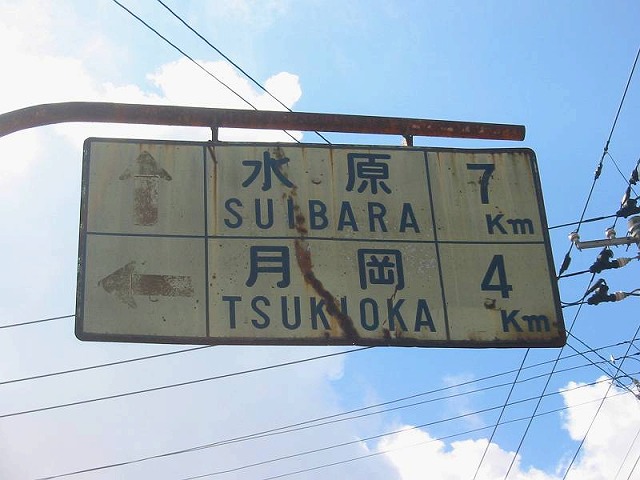 水原 7
SUIBARA Km
月岡 4
TSUKIOKA Km